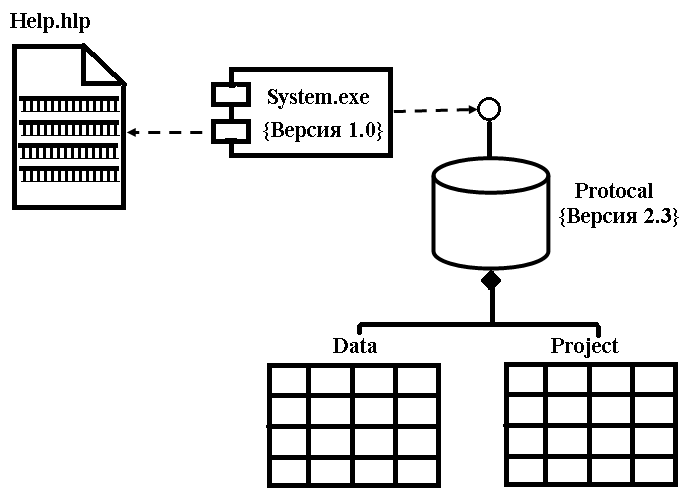 Help.hlp
System.exe
{Версия 1.0}
Protocal
{Версия 2.3}
Data
Project